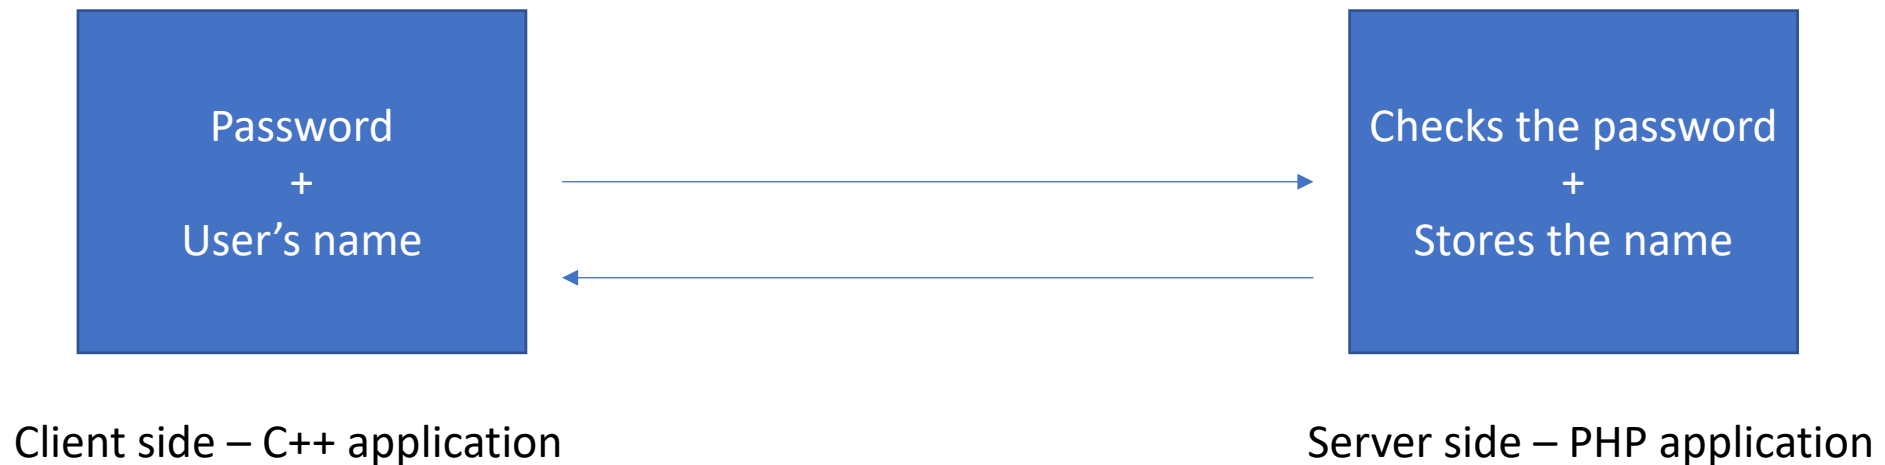 Password
+
User’s name
Checks the password
+
Stores the name
Client side – C++ application
Server side – PHP application